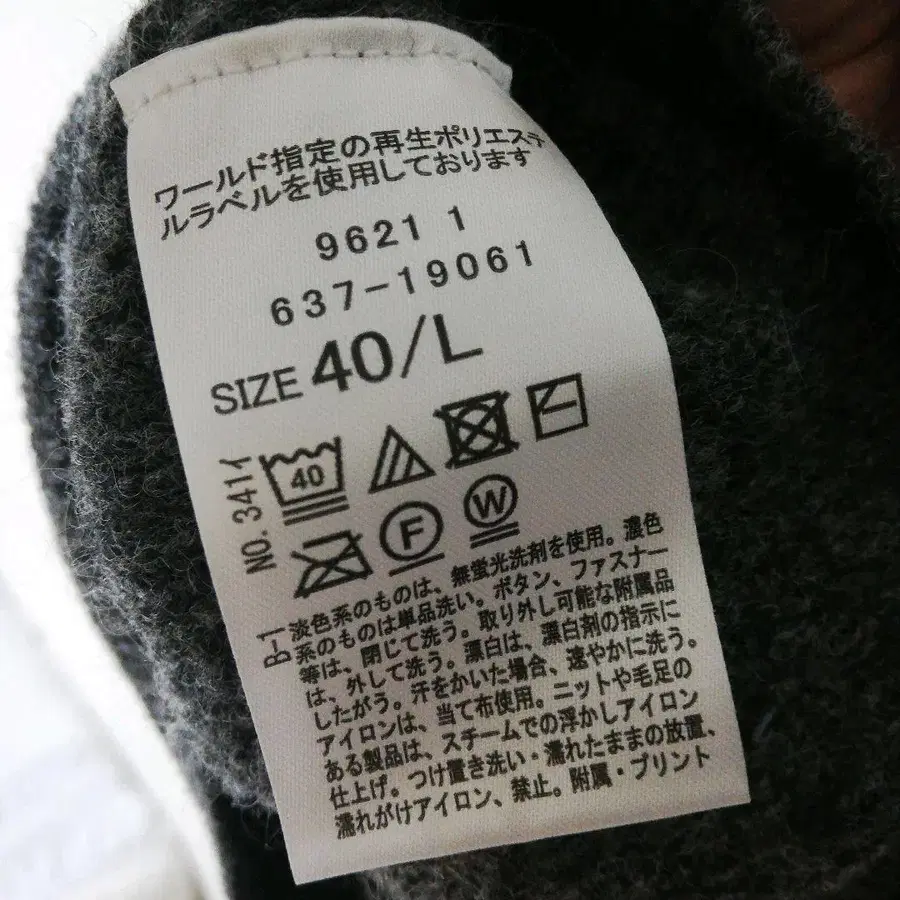 ワールド指定の再生ポリエステ
ルラベルを使用しております
9621 1
637-19061
SIZE 40/L
NO. 341イ
40
F
W
B-1
淡色系のものは、無蛍光洗剤を使用。濃色
系のものは単品洗い。ボタン、ファスナー
等は、閉じて洗う。取り外し可能な附属品
は、外して洗う。漂白は、漂白剤の指示に
したがう。汗をかいた場合、速やかに洗う。
アイロンは、当て布使用。ニットや毛足の
ある製品は、スチームでの浮かしアイロン
仕上げ。つけ置き洗い・濡れたままの放置、
濡れがけアイロン、禁止。附属・プリント